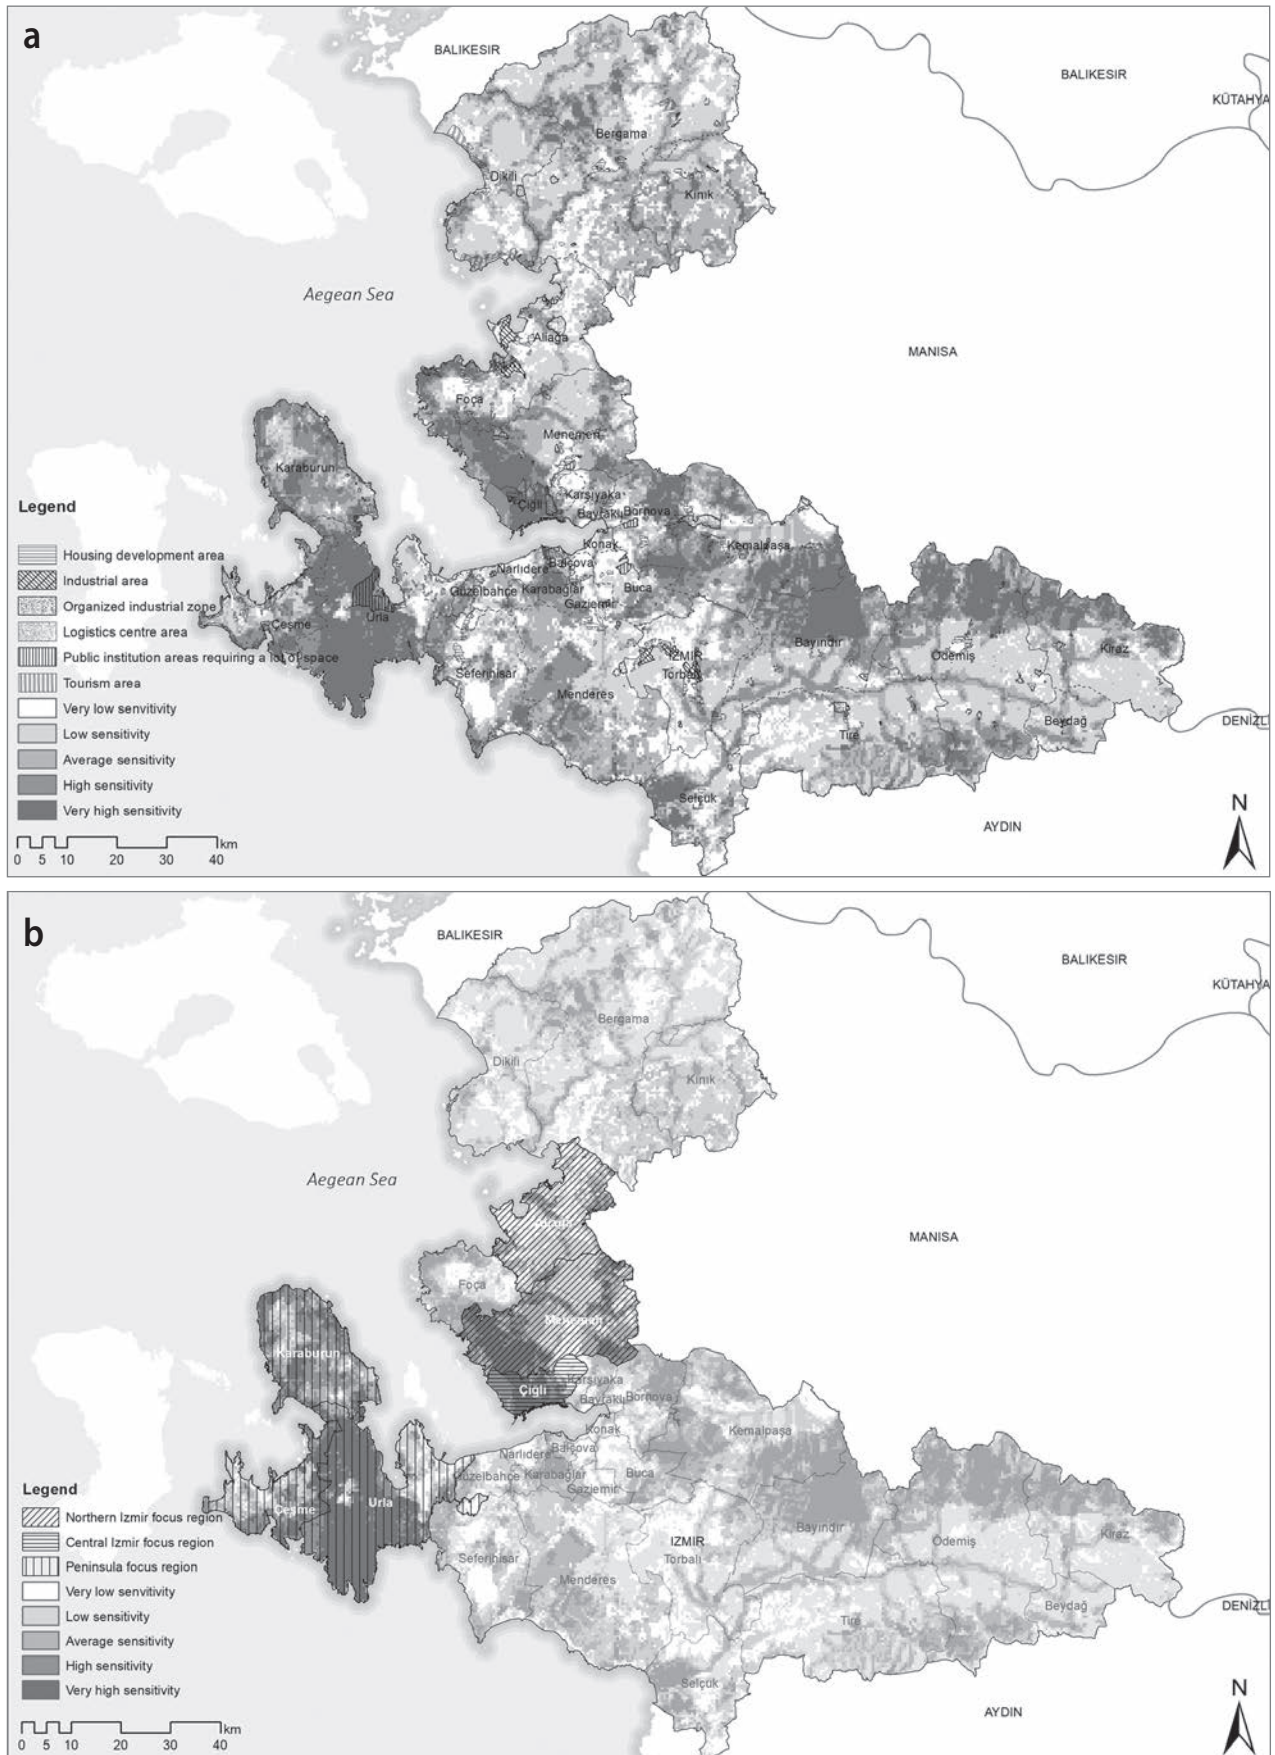 a
BALIKESIR
BALIKESIR
KÜTAHYA
Bergama
Dikili
Kınık
Aegean Sea
Aliağa
MANISA
Foça
Menemen
Karaburun
Karşıyaka
Çiğli
Bayraklı
Bornova
Konak
Kemalpaşa
Balçova
Narlıdere
Güzelbahçe
Karabağlar
Buca
Gaziemir
Çeşme
Urla
Bayındır
IZMIR
Ödemiş
Kiraz
Seferihisar
Torbalı
Menderes
Beydağ
DENİZLİ
Tire
Selçuk
AYDIN
Legend
Housing development area
Industrial area
Organized industrial zone
Logistics centre area
Public institution areas requiring a lot of space
Tourism area
Very low senvitivity
Low sensitivity
Average sensitivity
High sensitivity
Very high sensitivity
km
0 5 10 20 30 40
N
b
BALIKESIR
BALIKESIR
KÜTAHYA
Bergama
Dikili
Kınık
Aegean Sea
MANISA
Foça
Menemen
Karaburun
Karşıyaka
Çiğli
Bayraklı
Bornova
Konak
Kemalpaşa
Balçova
Narlıdere
Güzelbahçe
Karabağlar
Buca
Gaziemir
Çeşme
Urla
Bayındır
IZMIR
Ödemiş
Kiraz
Seferihisar
Torbalı
Menderes
Beydağ
DENİZLİ
Tire
Selçuk
AYDIN
Legend
Northern Izmir focus region
Central Izmir focus region
Peninsula focus region
Very low senvitivity
Low sensitivity
Average sensitivity
High sensitivity
Very high sensitivity
km
0 5 10 20 30 40
N